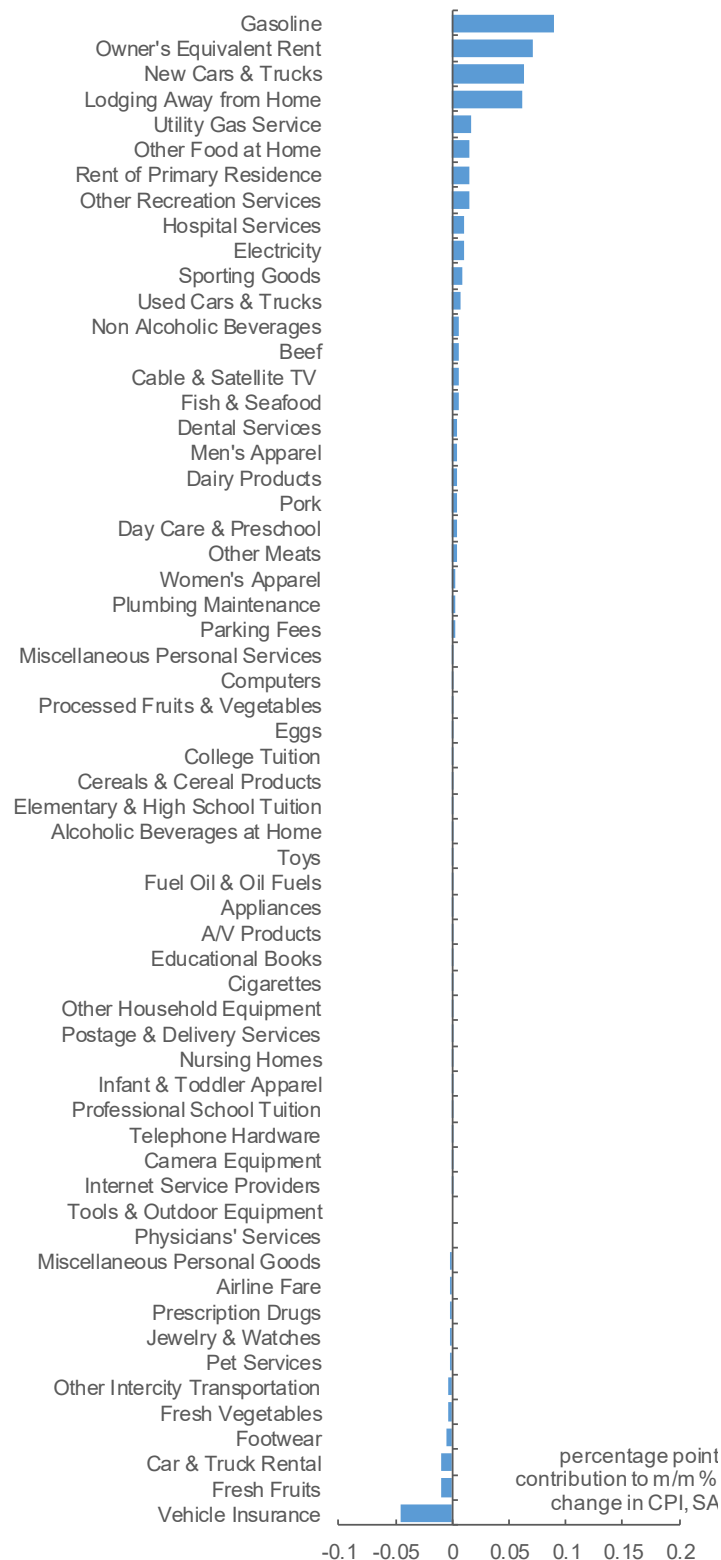 Gasoline
Owner's Equivalent Rent
New Cars & Trucks
Lodging Away from Home
Utility Gas Service
Other Food at Home
Rent of Primary Residence
Other Recreation Services
Hospital Services
Electricity
Sporting Goods
Used Cars & Trucks
Non Alcoholic Beverages
Beef
Cable & Satellite TV
Fish & Seafood
Dental Services
Men's Apparel
Dairy Products
Pork
Day Care & Preschool
Other Meats
Women's Apparel
Plumbing Maintenance
Parking Fees
Miscellaneous Personal Services
Computers
Processed Fruits & Vegetables
Eggs
College Tuition
Cereals & Cereal Products
Elementary & High School Tuition
Alcoholic Beverages at Home
Toys
Fuel Oil & Oil Fuels
Appliances
A/V Products
Educational Books
Cigarettes
Other Household Equipment
Postage & Delivery Services
Nursing Homes
Infant & Toddler Apparel
Professional School Tuition
Telephone Hardware
Camera Equipment
Internet Service Providers
Tools & Outdoor Equipment
Physicians' Services
Miscellaneous Personal Goods
Airline Fare
Prescription Drugs
Jewelry & Watches
Pet Services
Other Intercity Transportation
Fresh Vegetables
Footwear
Car & Truck Rental
Fresh Fruits
Vehicle Insurance
percentage point
contribution to m/m %
change in CPI, SA
-0.1 -0.05 0 0.05 0.1 0.15 0.2